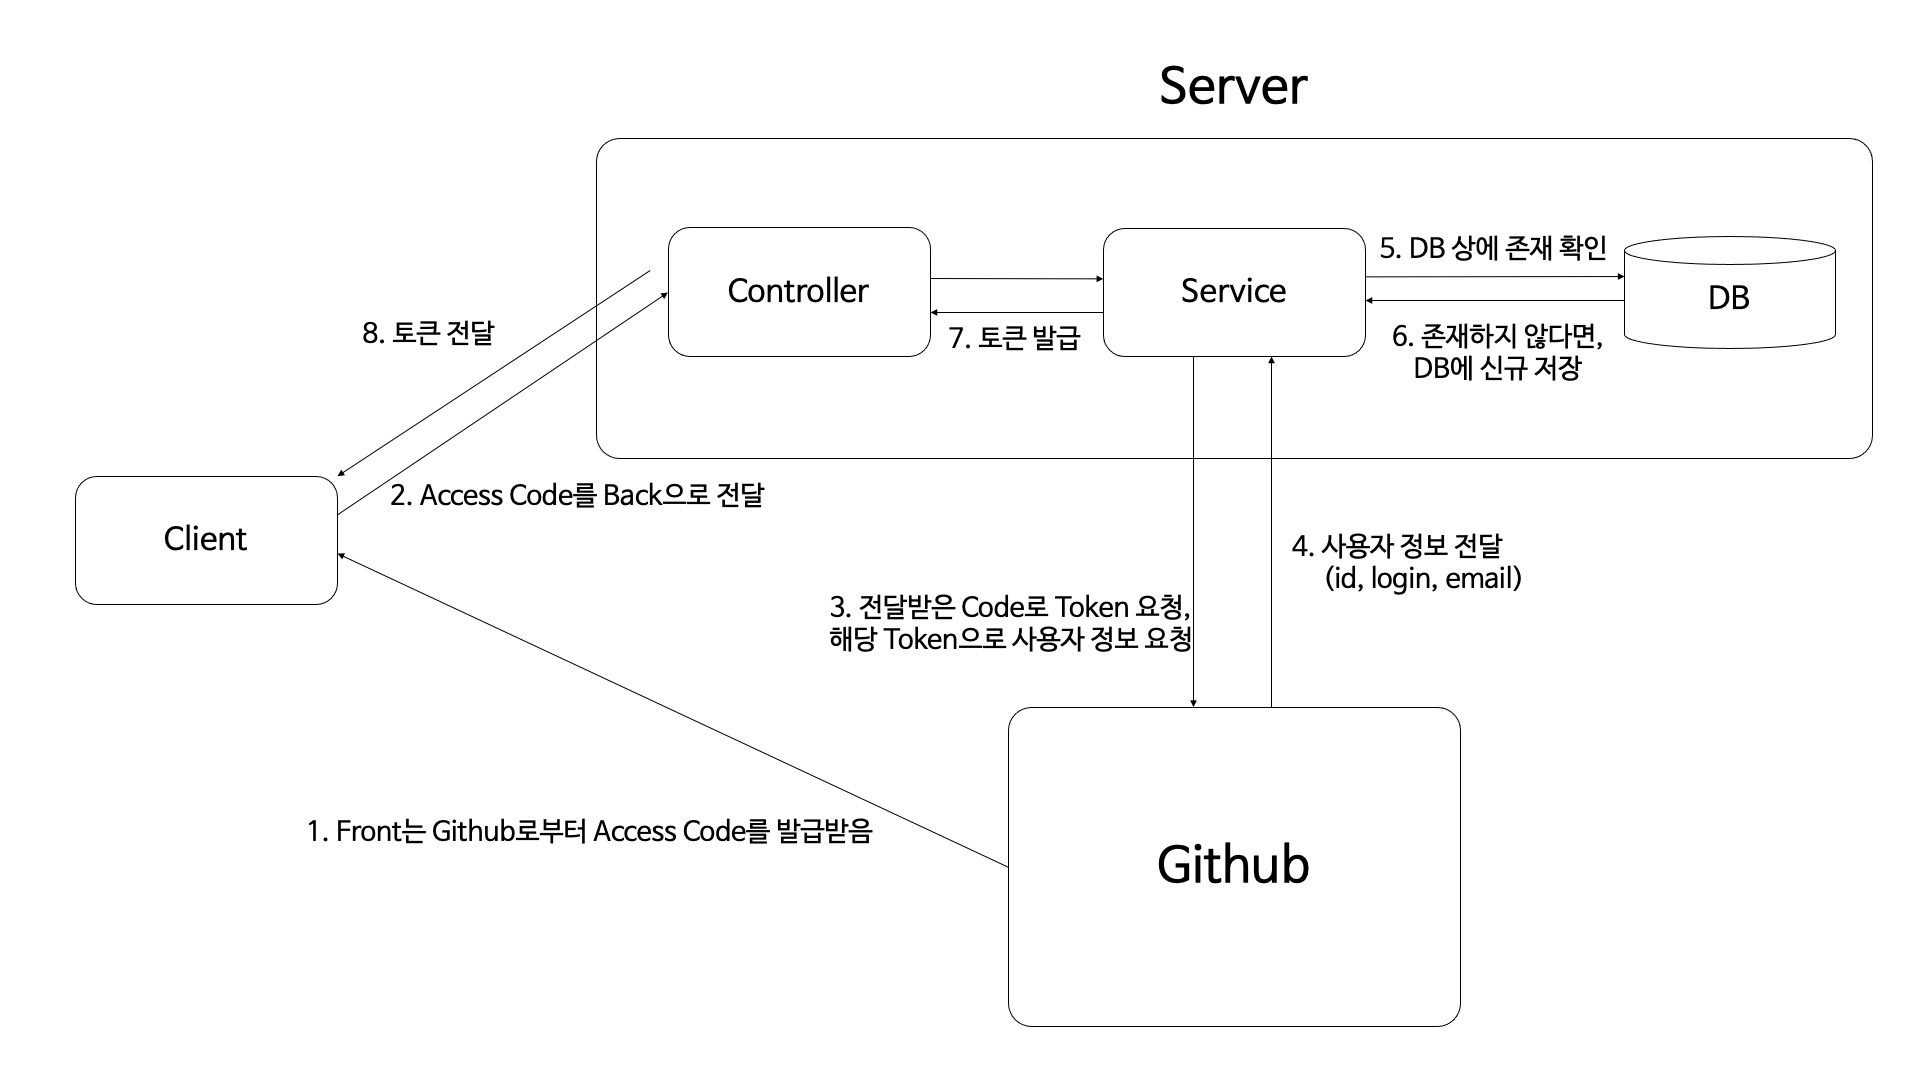 Server
Controller
Service
5. DB 상에 존재 확인
DB
8. 토큰 전달
7. 토큰 발급
6. 존재하지 않다면,
DB에 신규 저장
2. Access Code를 Back으로 전달
Client
4. 사용자 정보 전달
(id, login, email)
3. 전달받은 Code로 Token 요청,
해당 Token으로 사용자 정보 요청
1. Front는 Github로부터 Access Code를 발급받음
Github